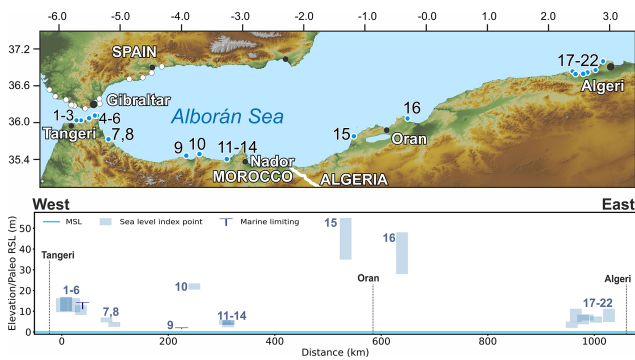 -6.0 -5.0 -4.0 -3.0 -2.0 -1.0 -0.0 1.0 2.0 3.0
37.2
36.6
36.0
35.4
SPAIN
Gibraltar
1-3
4-6
Tangeri
7,8
Alborán Sea
9 10 11-14
Nador
MOROCCO
ALGERIA
15
16
Oran
17-22
Algeri
West East
MSL Sea level index point Marine limiting
Elevation/Paleo RSL (m)
50
40
30
20
10
0
Tangeri
Oran
Algeri
1-6
7,8
9
10
11-14
15
16
17-22
0 200 400 600 800 1000
Distance (km)